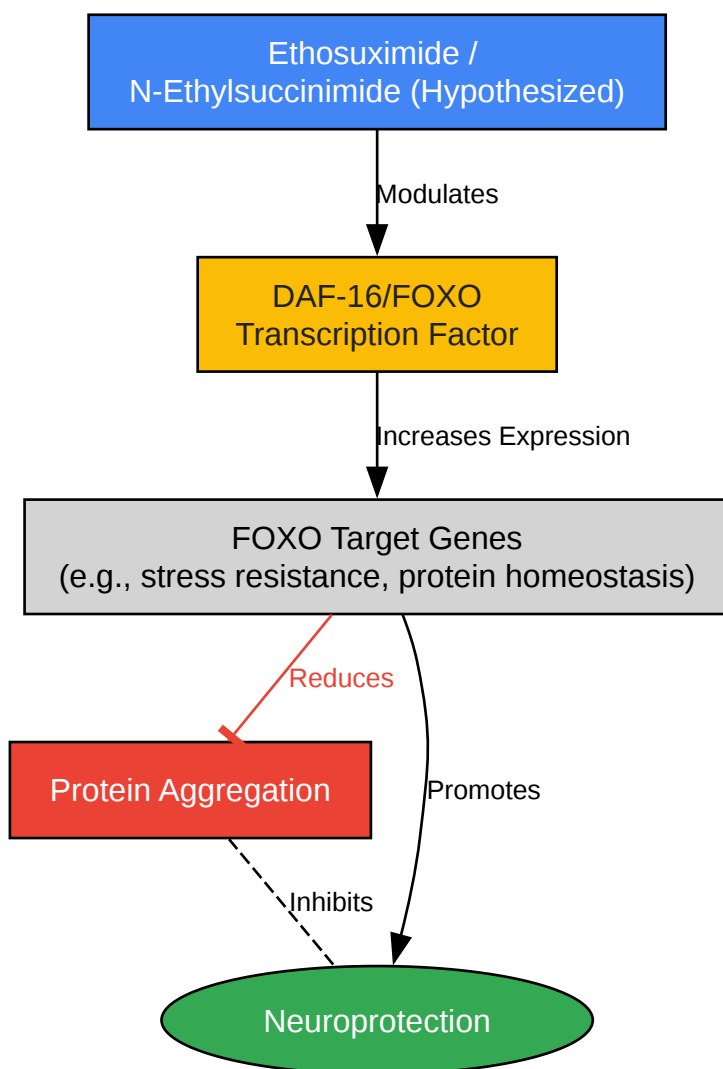 Ethosuximide /
N-Ethylsuccinimide (Hypothesized)
Modulates
DAF-16/FOXO
Transcription Factor
Increases Expression
FOXO Target Genes
(e.g., stress resistance, protein homeostasis)
Reduces
Protein Aggregation
Promotes
Inhibits
Neuroprotection